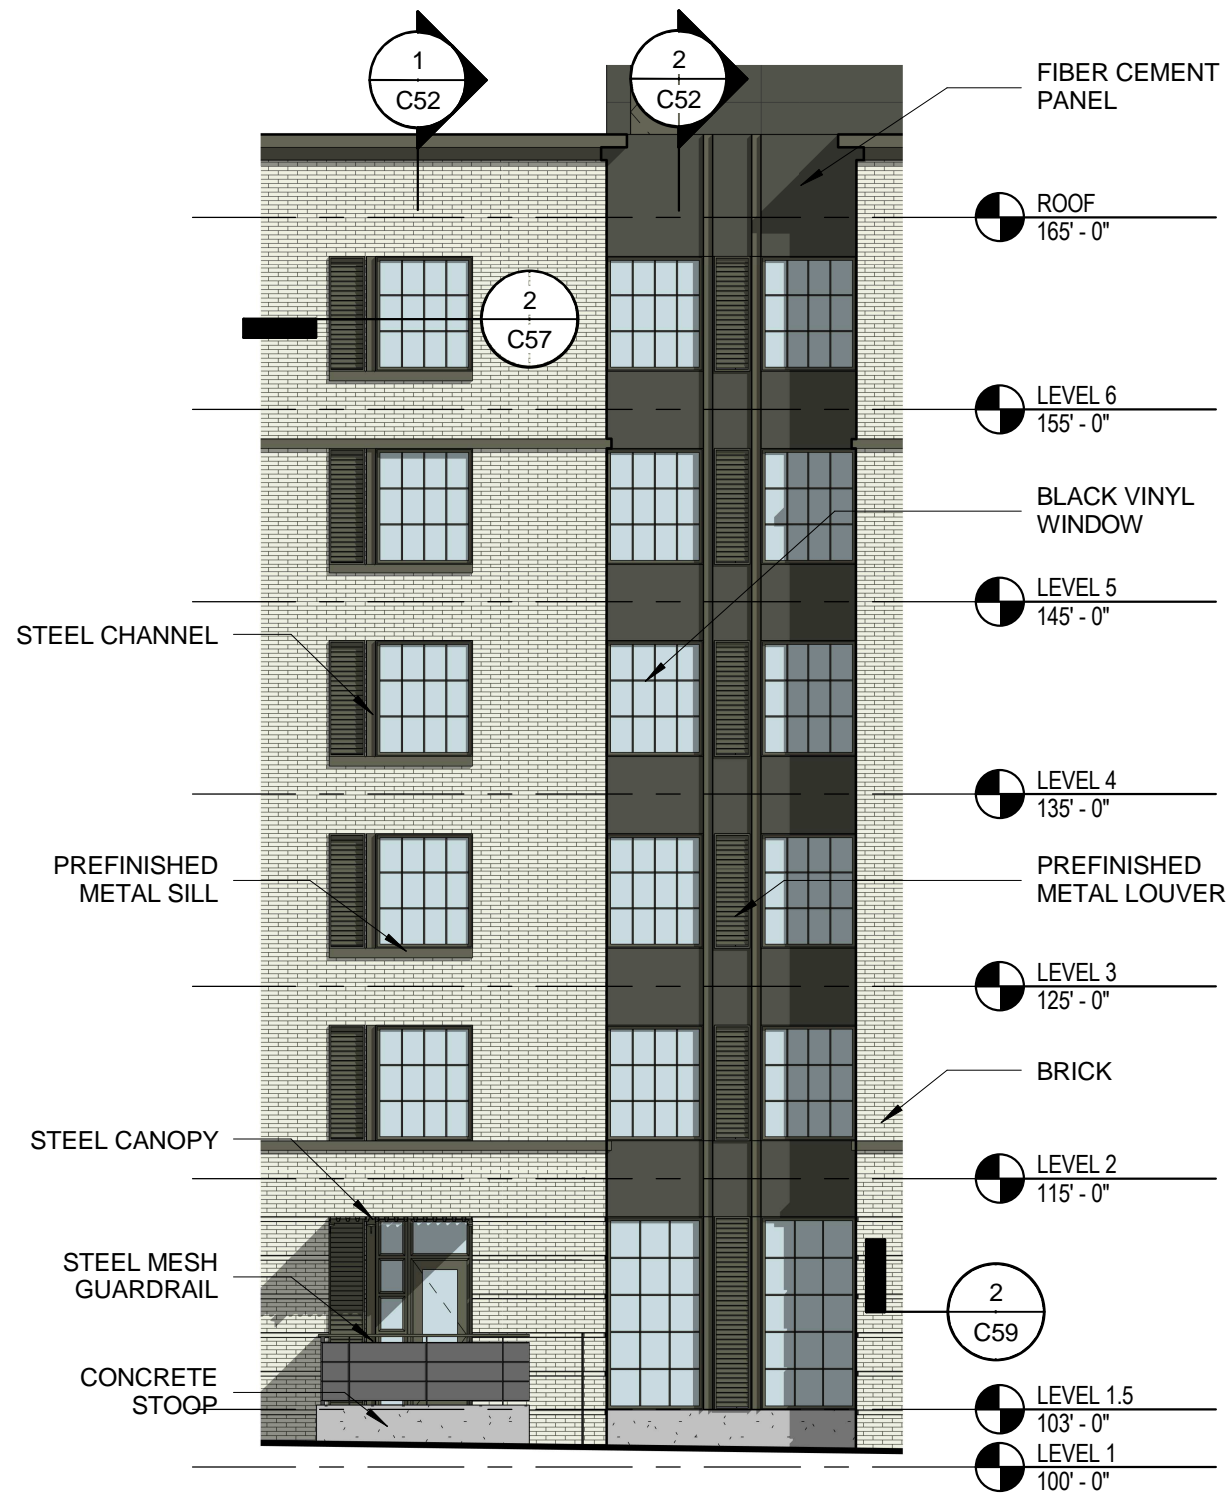 1
C52
2
C52
FIBER CEMENT
PANEL
ROOF
165' - 0"
2
C57
LEVEL 6
155' - 0"
BLACK VINYL
WINDOW
LEVEL 5
145' - 0"
STEEL CHANNEL
LEVEL 4
135' - 0"
PREFINISHED
METAL SILL
PREFINISHED
METAL LOUVER
LEVEL 3
125' - 0"
BRICK
STEEL CANOPY
LEVEL 2
115' - 0"
STEEL MESH
GUARDRAIL
2
C59
CONCRETE
STOOP
LEVEL 1.5
103' - 0"
LEVEL 1
100' - 0"